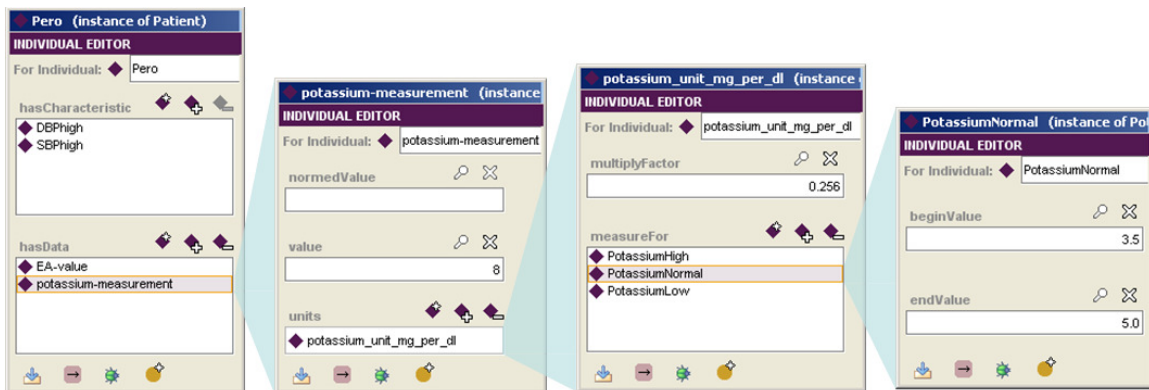 Pero (instance of Patient)
INDIVIDUAL EDITOR
For Individual: Pero
hasCharacteristic
DBPhigh
SBPhigh
hasData
EA-value
potassium-measurement
potassium-measurement (instance
INDIVIDUAL EDITOR
For Individual: potassium-measurement
normedValue
value
8
units
potassium_unit_mg_per_dl
potassium_unit_mg_per_dl (instance
INDIVIDUAL EDITOR
For Individual: potassium_unit_mg_per_dl
multiplyFactor
0.256
measureFor
PotassiumHigh
PotassiumNormal
PotassiumLow
PotassiumNormal (instance of Pot
INDIVIDUAL EDITOR
For Individual: PotassiumNormal
beginValue
3.5
endValue
5.0